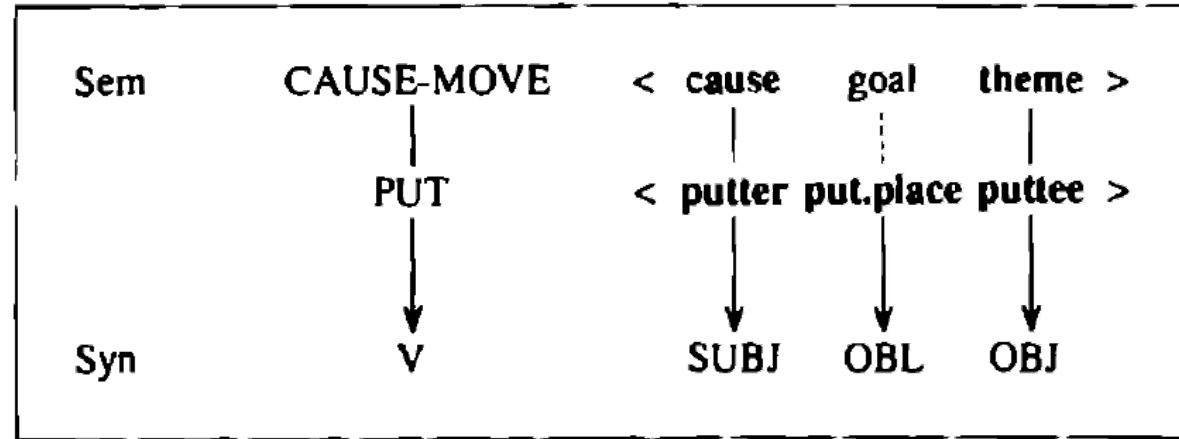 Sem CAUSE-MOVE < cause goal theme >
PUT < putter put.place puttee >
Syn V SUBJ OBL OBJ